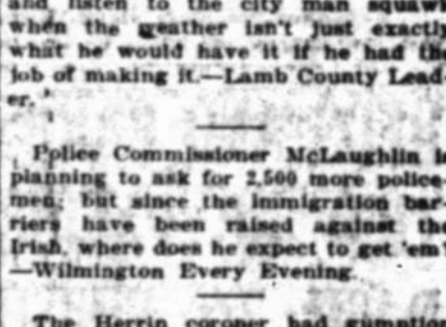 and listen to the city man squawk
when the weather isn't just exactly
what he would have it if he had the
job of making it.—Lamb County Lead
er.
Police Commissioner McLaughlin is
planning to ask for 2,500 more police-
men; but since the immigration bar-
riers have been raised against the
Irish, where does he expect to get 'em?
—Wilmington Every Evening.
The Herrin coroner had gumption